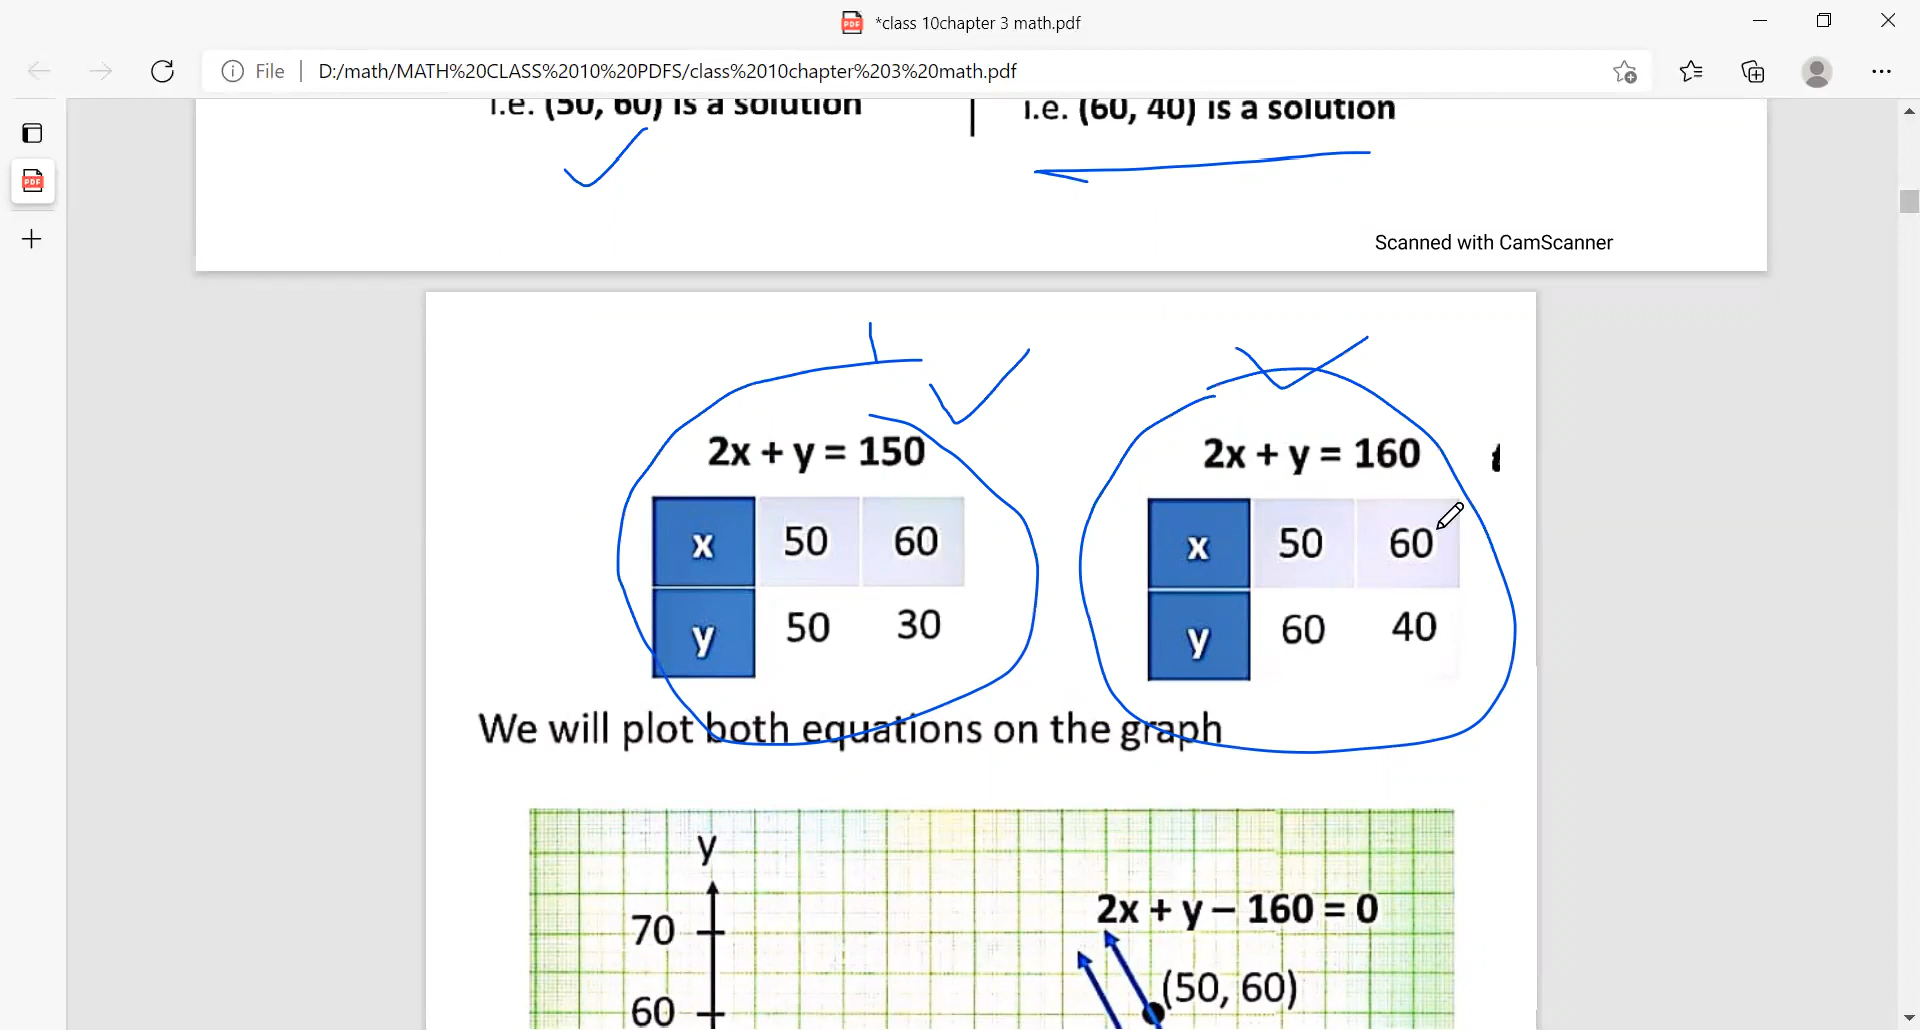 *class 10chapter 3 math.pdf
File
D:/math/MATH%20CLASS%2010%20PDFS/class%2010chapter%203%20math.pdf
i.e. (50, 60) is a solution
i.e. (60, 40) is a solution
Scanned with CamScanner
2x + y = 150
2x + y = 160
x 50 60
x 50 60
y 50 30
y 60 40
We will plot both equations on the graph
y
2x + y – 160 = 0
70
(50, 60)
60